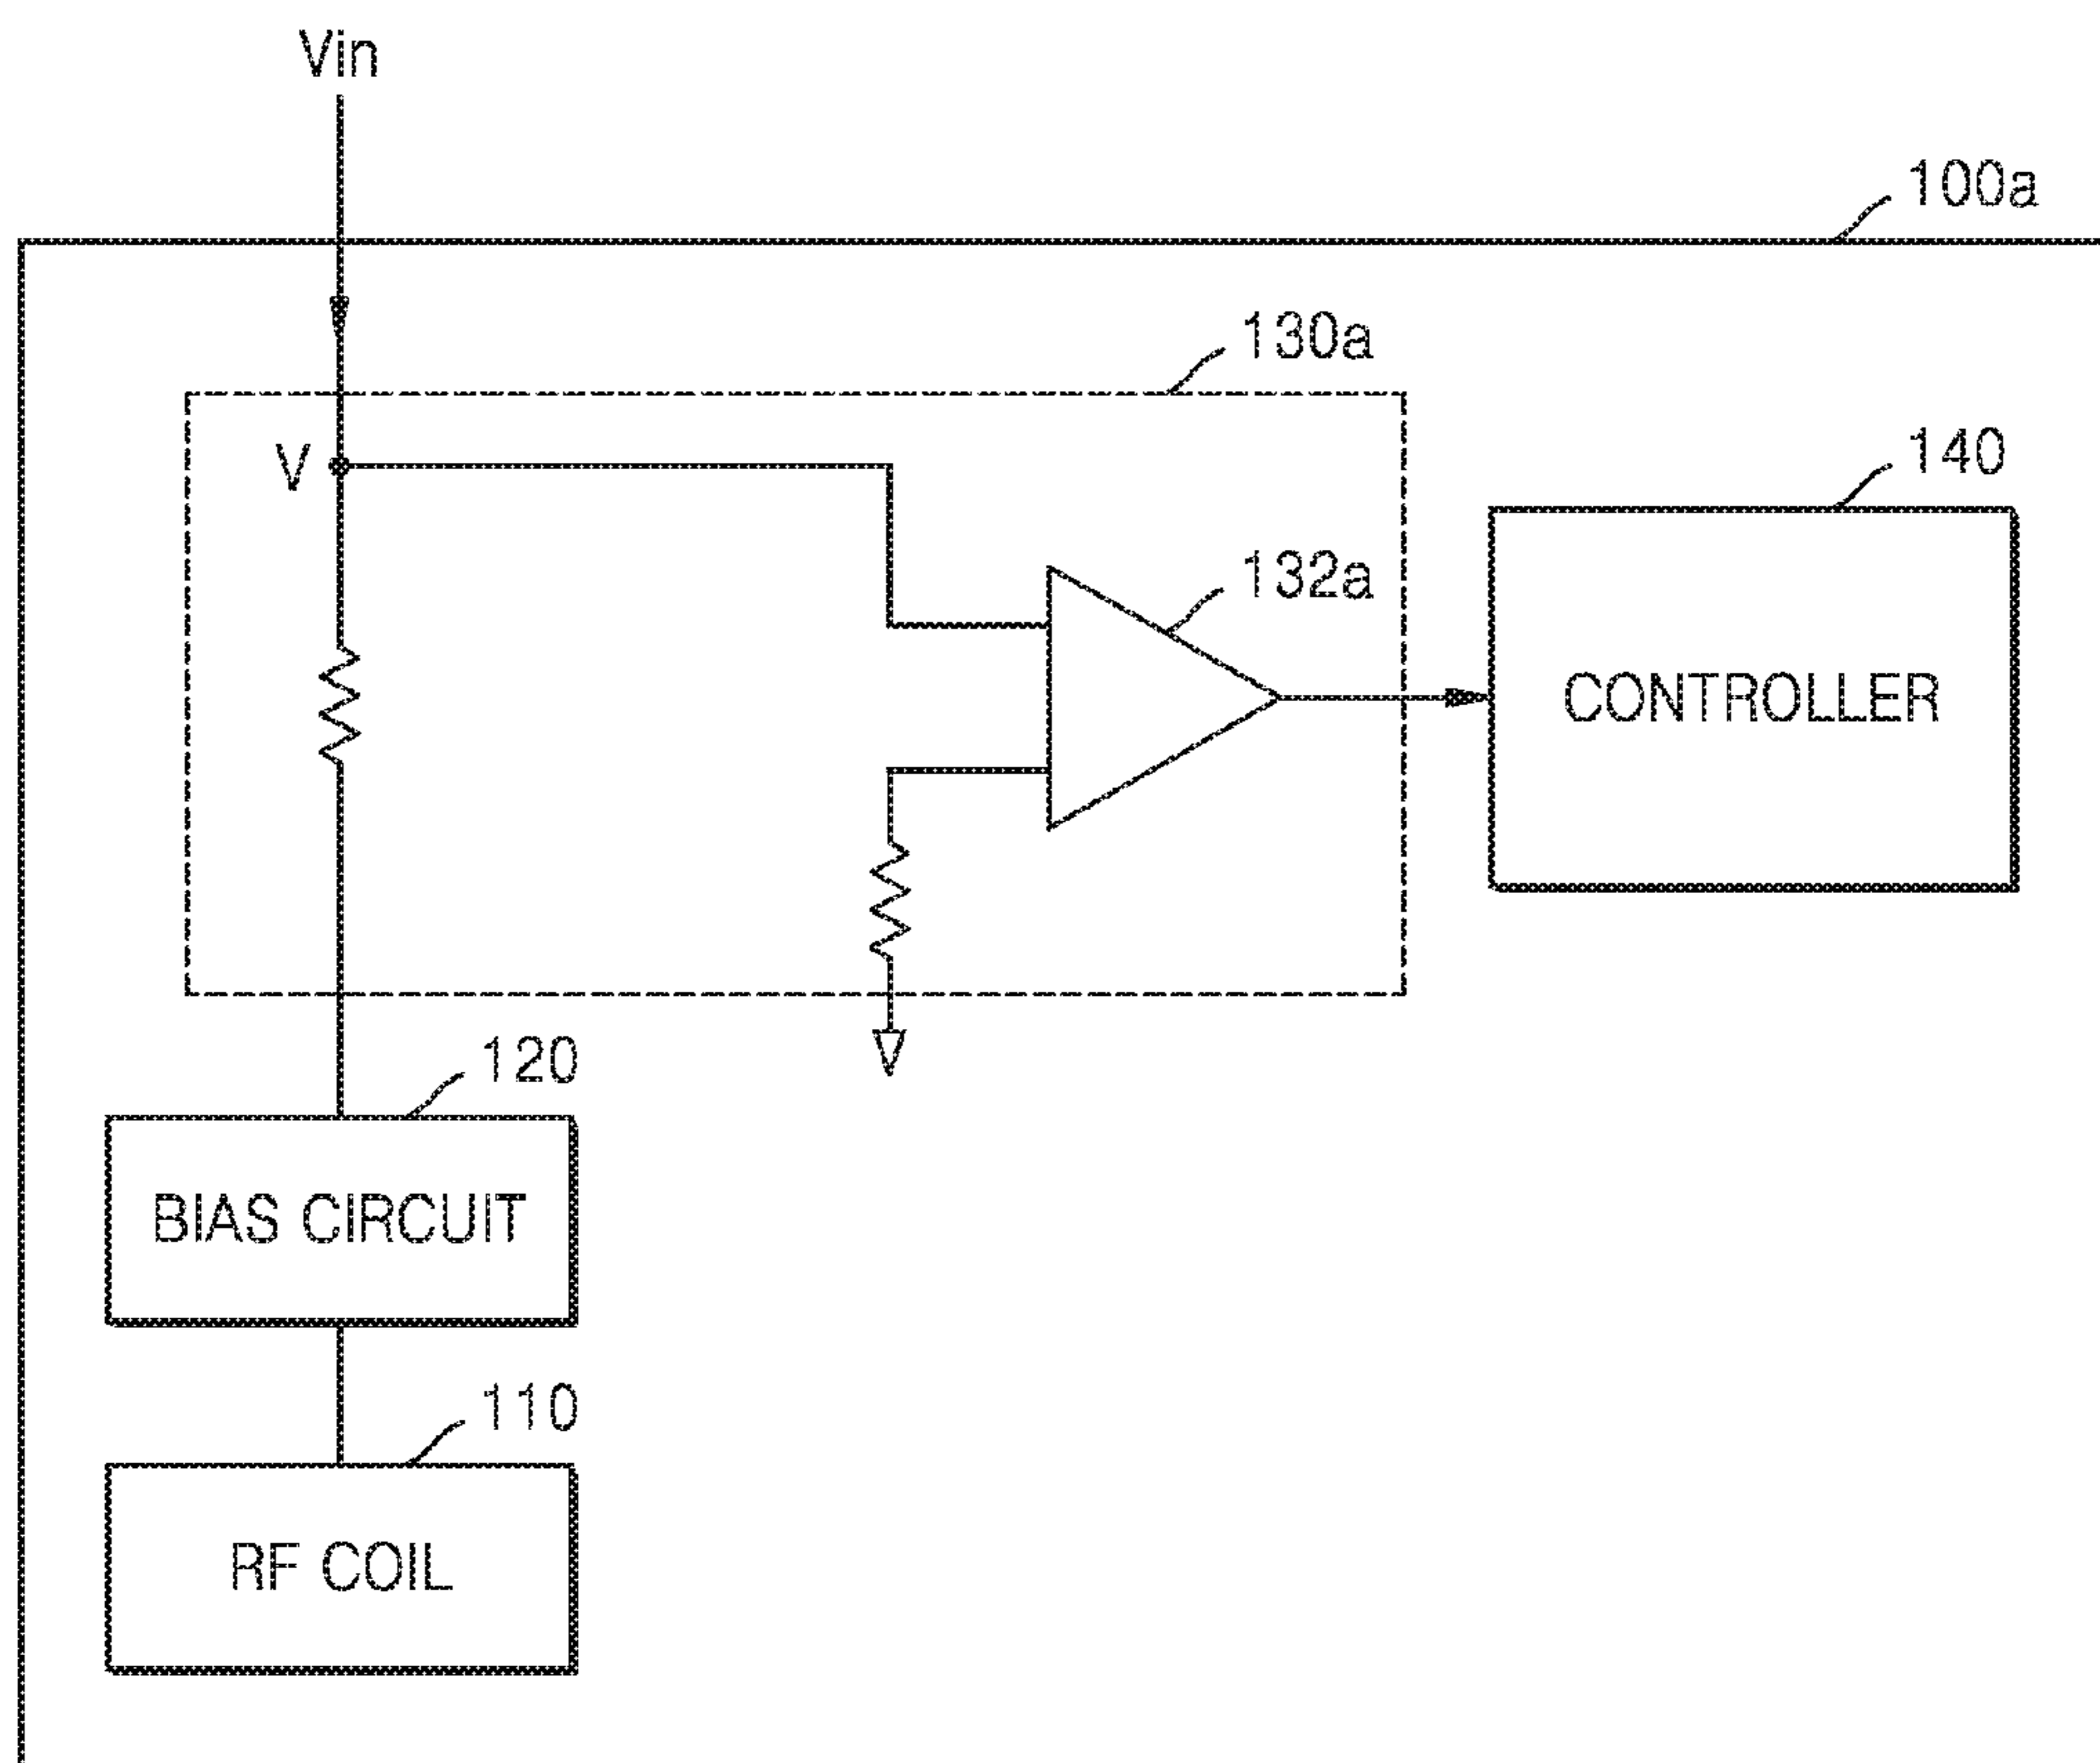 Vin
100a
130a
V
140
132a
CONTROLLER
120
BIAS CIRCUIT
110
RF COIL